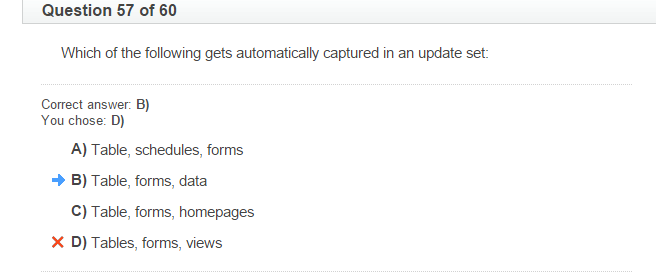 Question 57 of 60
Which of the following gets automatically captured in an update set:
Correct answer: B)
You chose: D)
A) Table, schedules, forms
B) Table, forms, data
C) Table, forms, homepages
D) Tables, forms, views